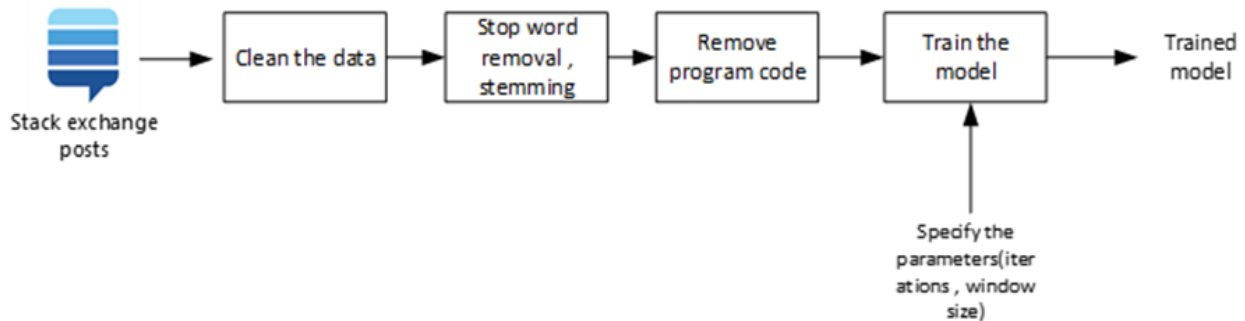 Stack exchange
posts
Clean the data
Stop word
removal ,
stemming
Remove
program code
Train the
model
Trained
model
Specify the
parameters(iter
ations , window
size)